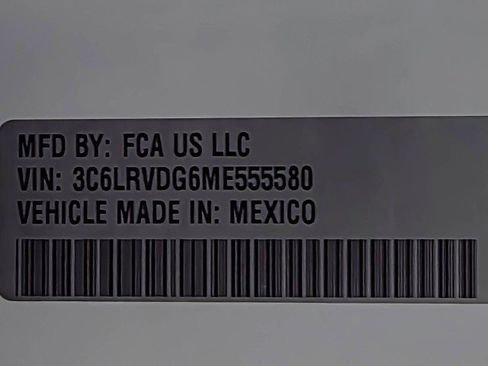 MFD BY: FCA US LLC
VIN: 3C6LRVDG6ME555580
VEHICLE MADE IN: MEXICO